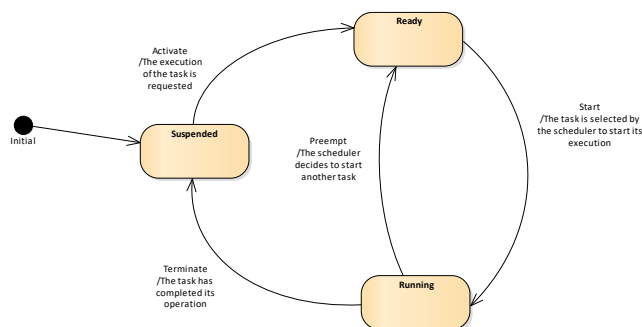 Ready
Activate
/The execution
of the task is
requested
Start
/The task is selected by
the scheduler to start its
execution
Suspended
Initial
Preempt
/The scheduler
decides to start
another task
Terminate
/The task has
completed its
operation
Running